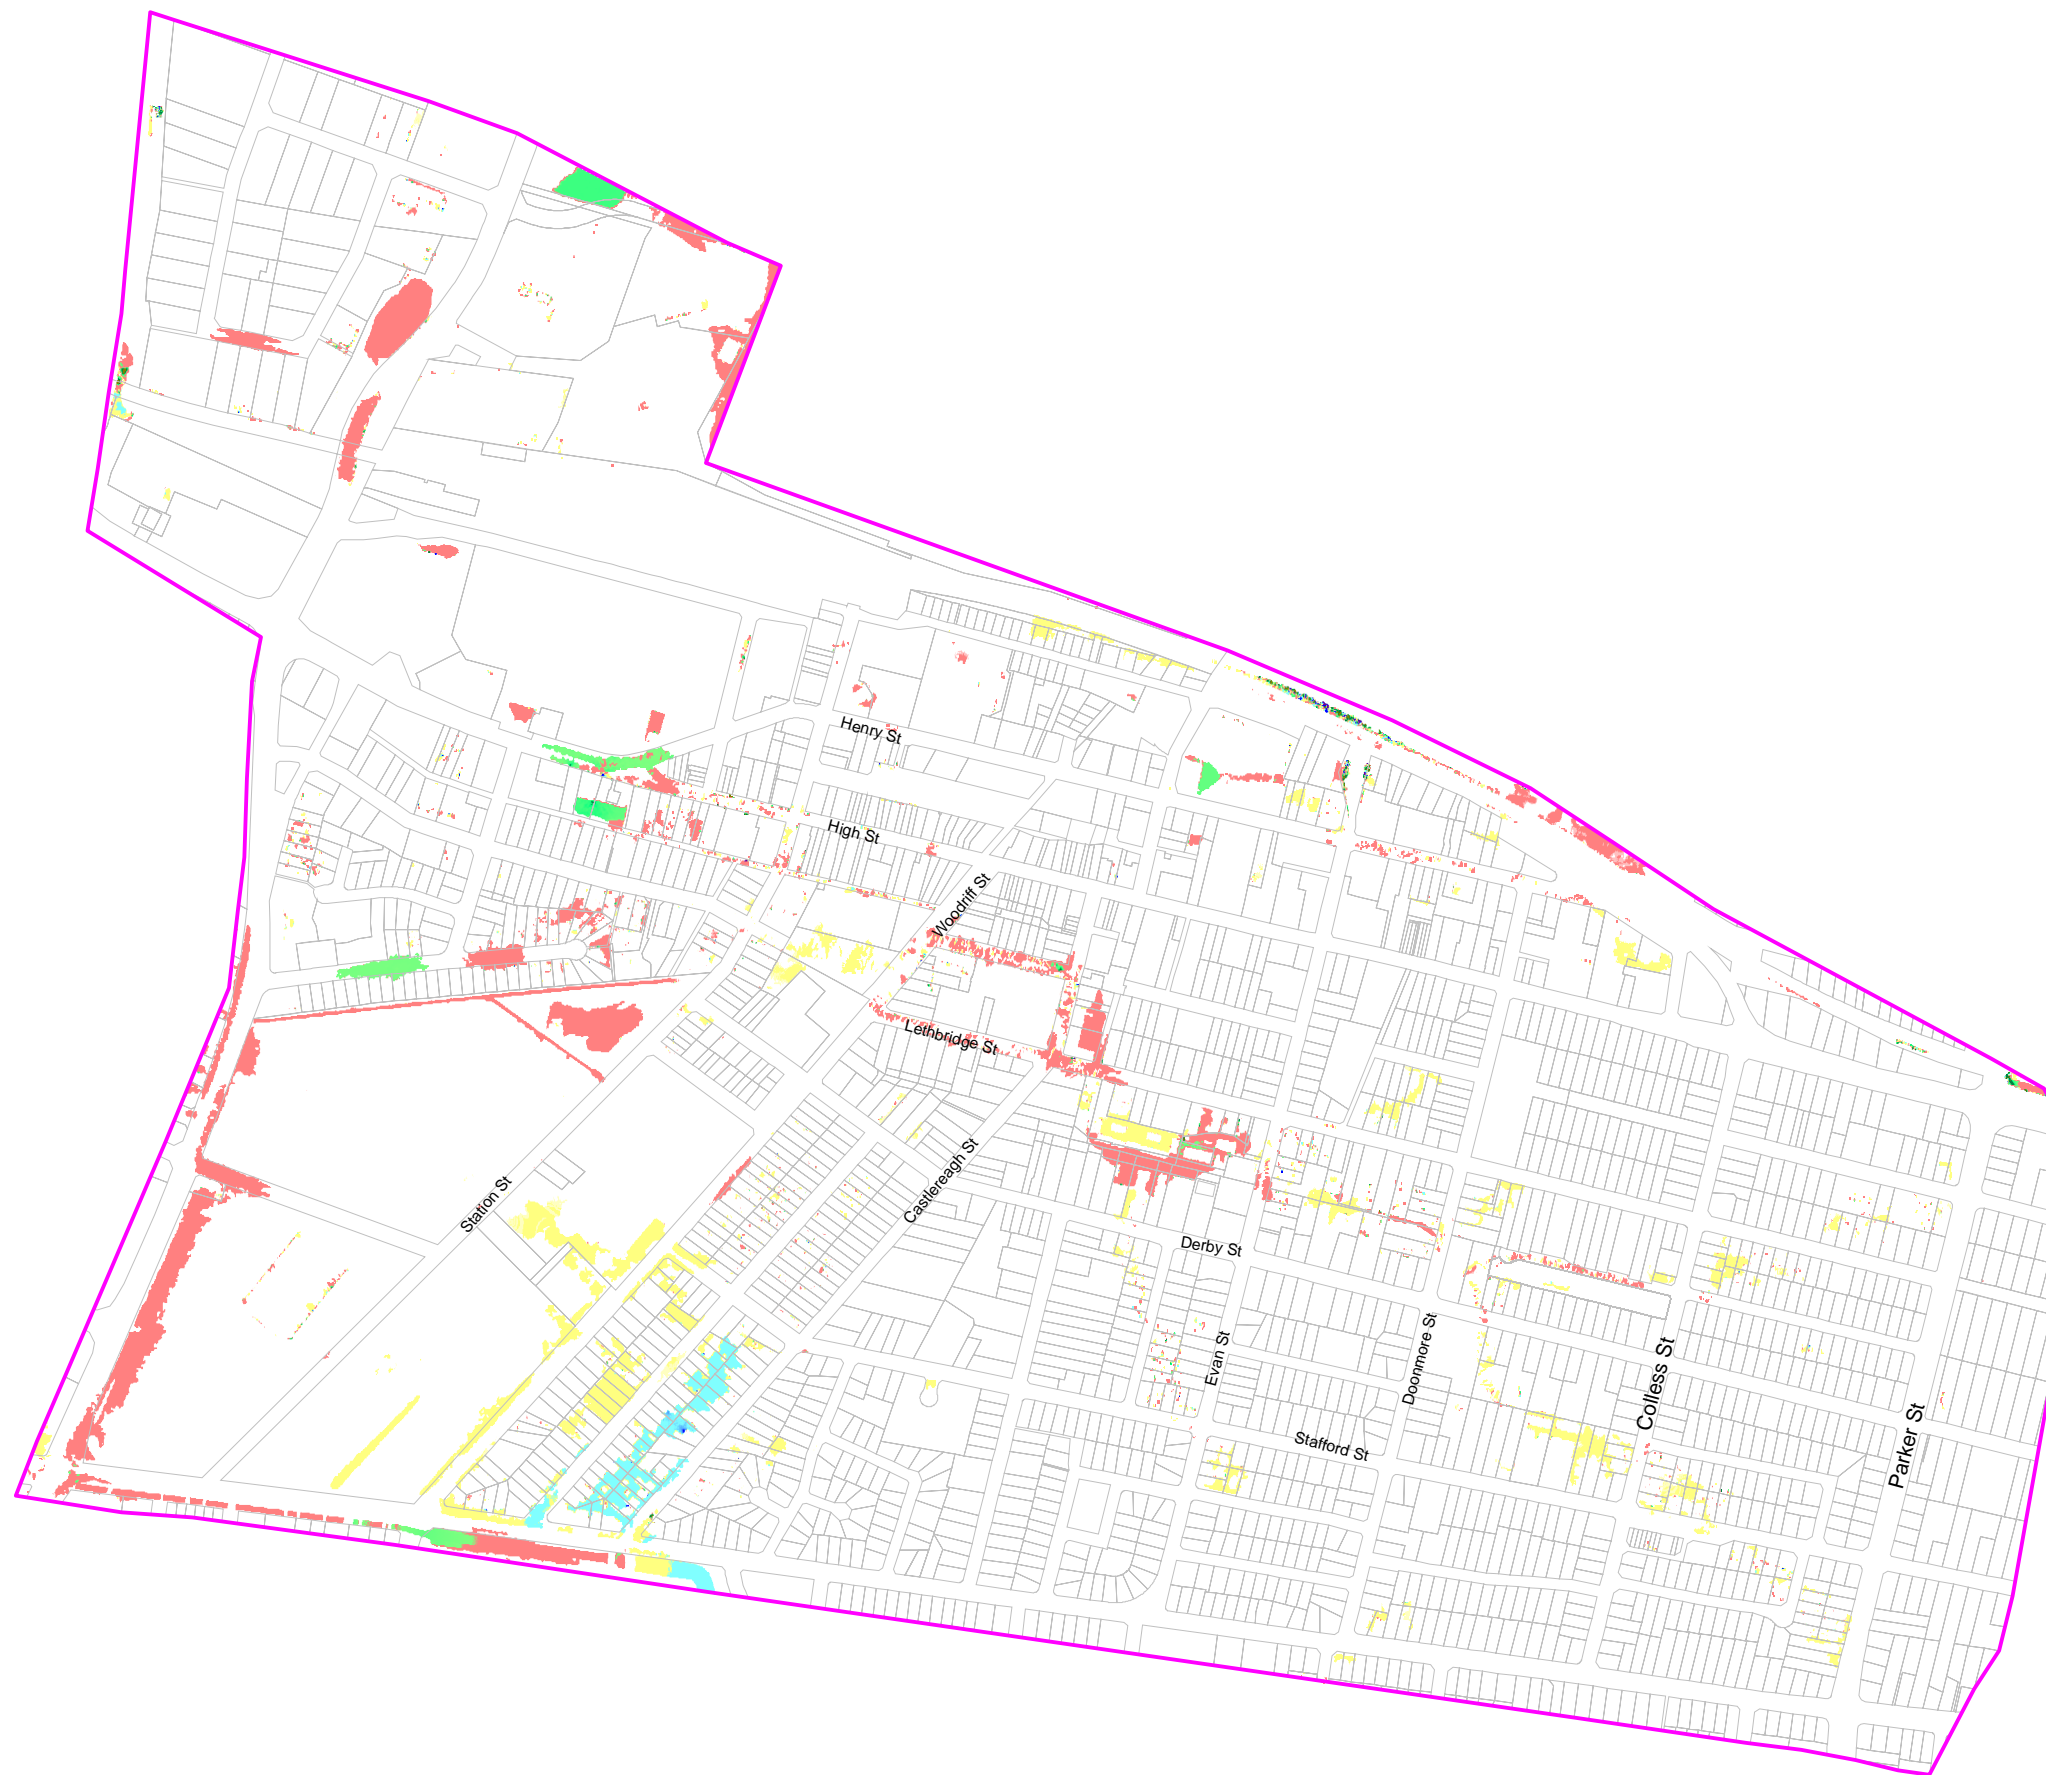 Henry St
High St
Woodriff St
Lethbridge St
Castlereagh St
Station St
Derby St
Evan St
Doonmore St
Colless St
Parker St
Stafford St